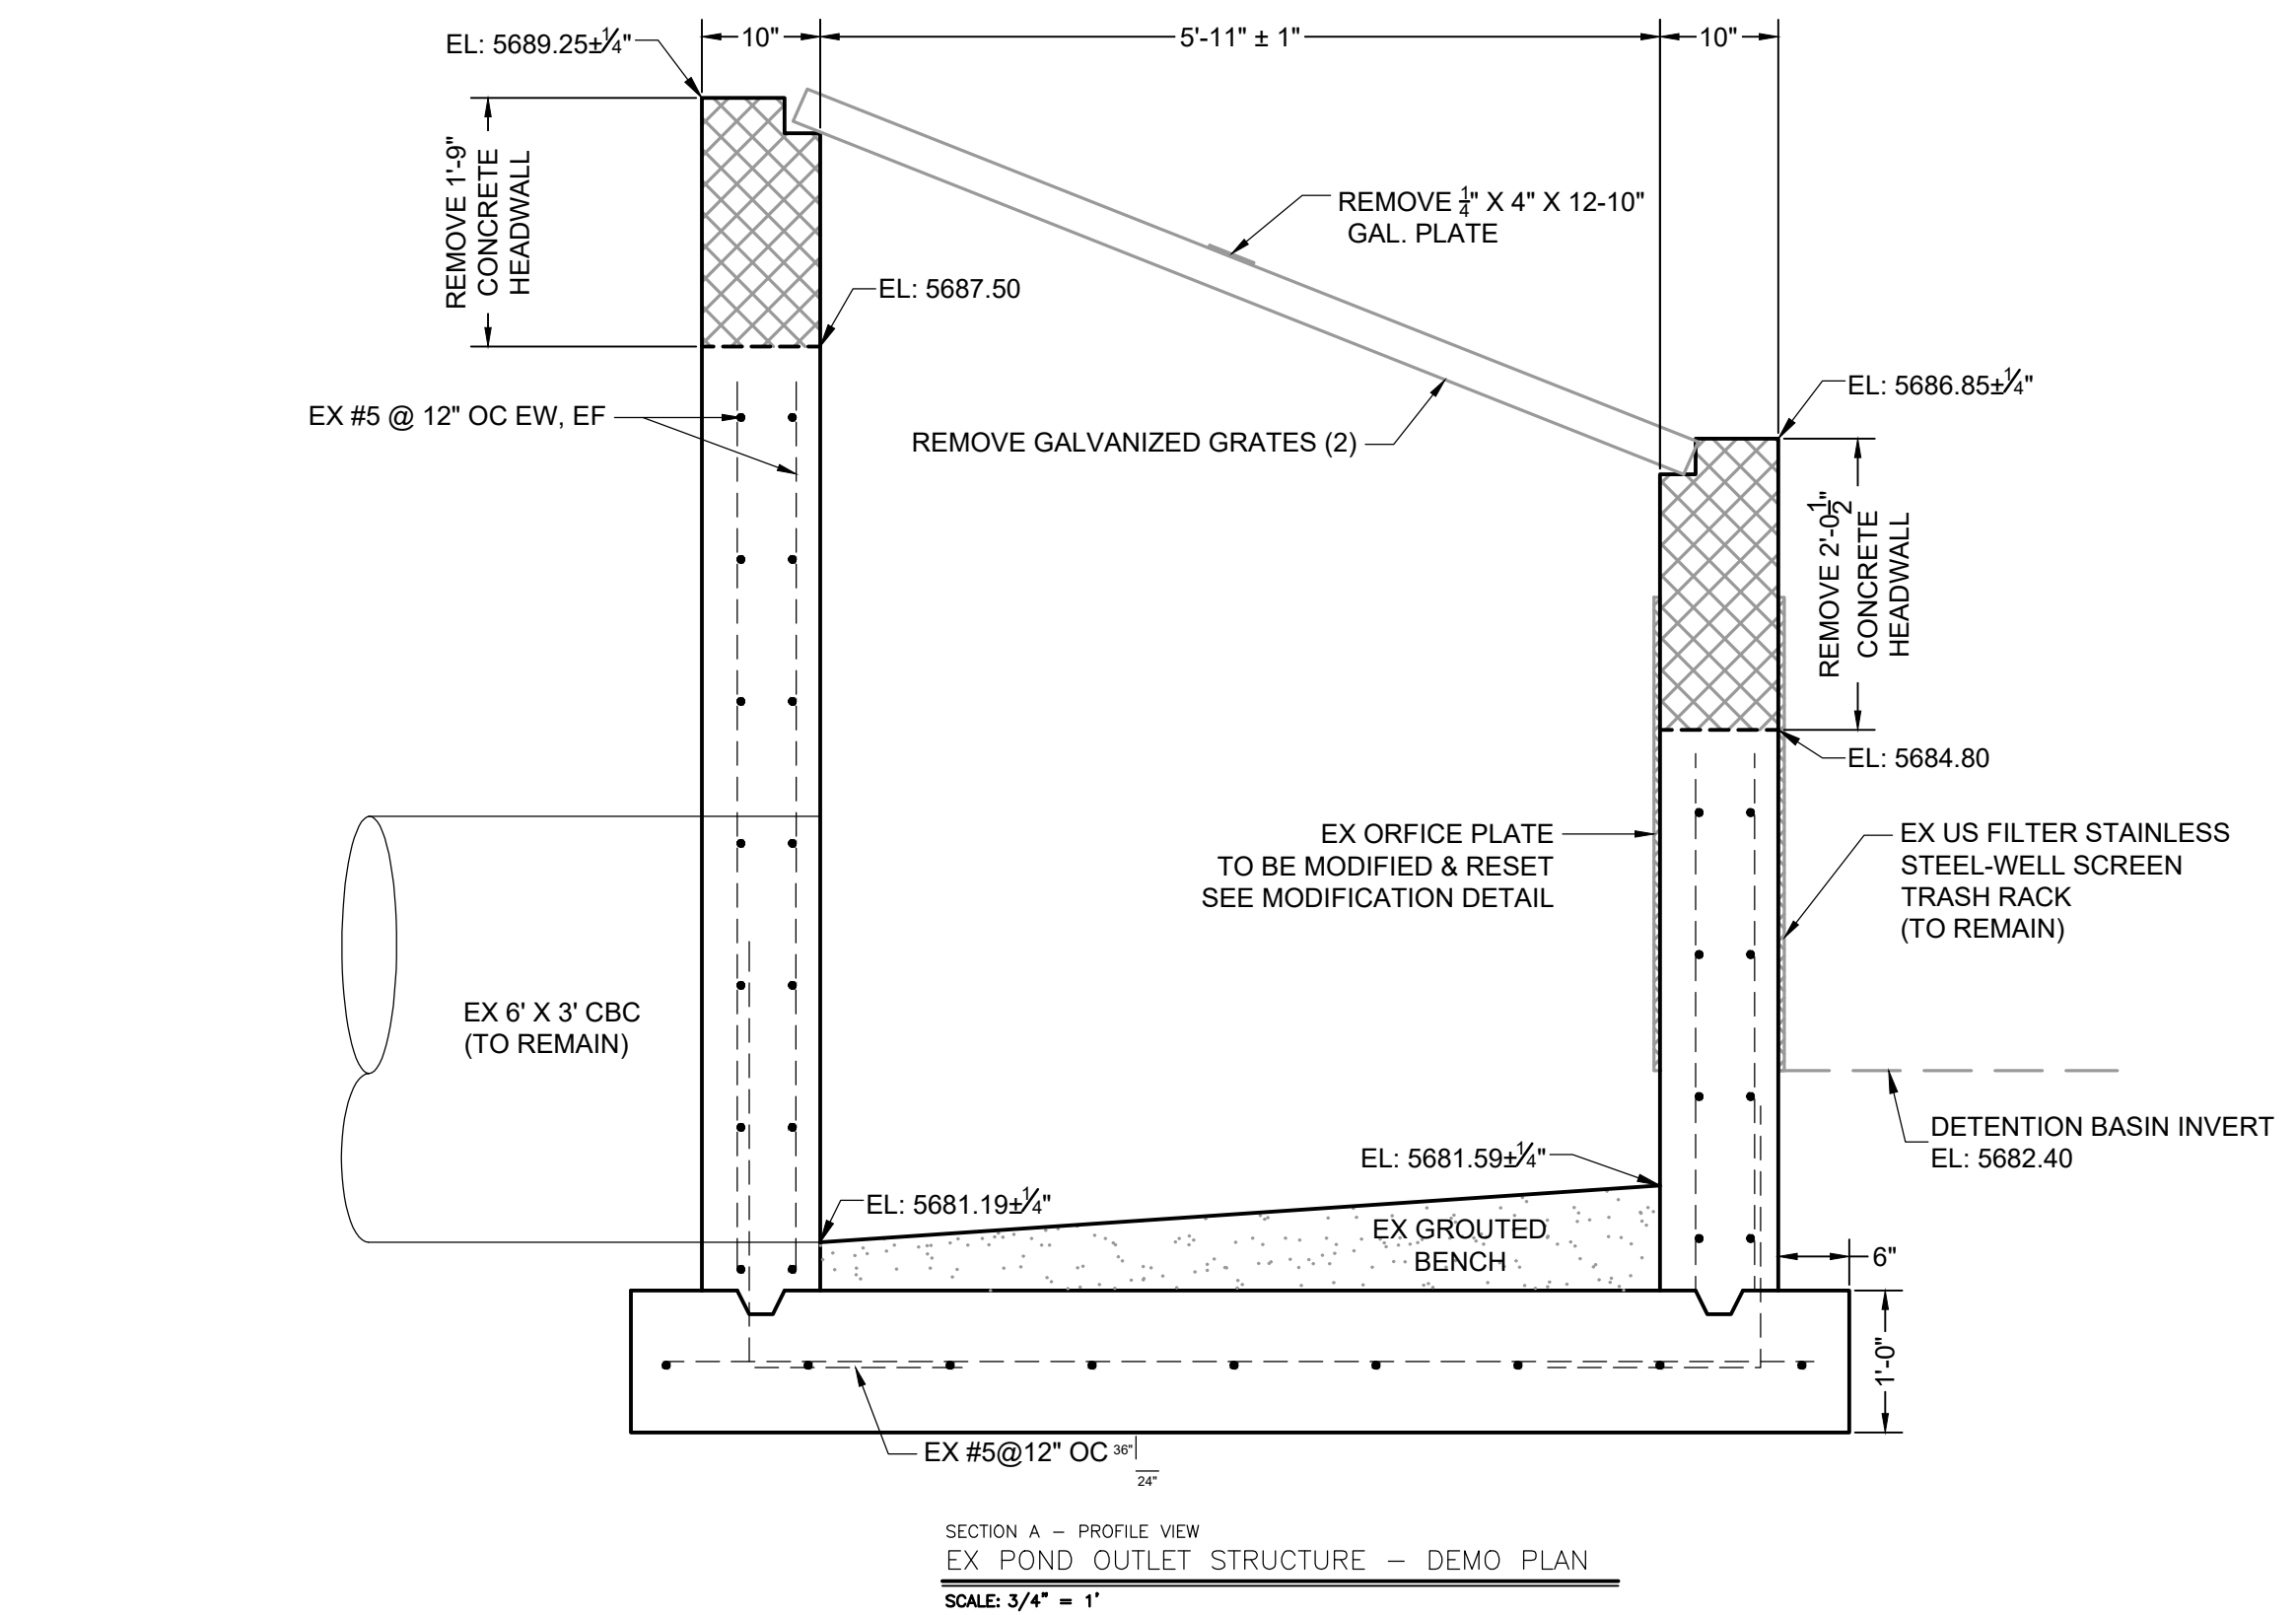 10"
5'-11" ± 1"
10"
EL: 5689.25±1/4"
REMOVE 1'-9"
CONCRETE
HEADWALL
REMOVE 1/4" X 4" X 12-10"
GAL. PLATE
EL: 5687.50
EL: 5686.85±1/4"
EX #5 @ 12" OC EW, EF
REMOVE GALVANIZED GRATES (2)
REMOVE 2'-0 1/2"
CONCRETE
HEADWALL
EL: 5684.80
EX ORFICE PLATE
TO BE MODIFIED & RESET
SEE MODIFICATION DETAIL
EX US FILTER STAINLESS
STEEL-WELL SCREEN
TRASH RACK
(TO REMAIN)
EX 6' X 3' CBC
(TO REMAIN)
DETENTION BASIN INVERT
EL: 5682.40
EL: 5681.59±1/4"
EL: 5681.19±1/4"
EX GROUTED
BENCH
6"
1'-0"
EX #5@12" OC 36"
24"
SECTION A - PROFILE VIEW
EX POND OUTLET STRUCTURE - DEMO PLAN
SCALE: 3/4" = 1'